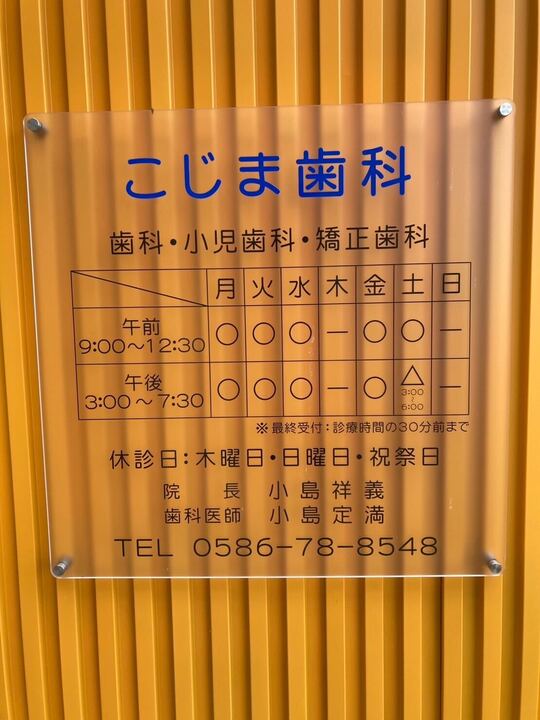 こじま歯科
歯科・小児歯科・矯正歯科
月 火 水 木 金 土 日
午前
9:00〜12:30 ○ ○ ○ － ○ ○ －
午後
3:00〜7:30 ○ ○ ○ － ○ △ －
3:00
〜
6:00
※最終受付：診療時間の30分前まで
休診日：木曜日・日曜日・祝祭日
院　長　小島祥義
歯科医師　小島定満
TEL 0586-78-8548